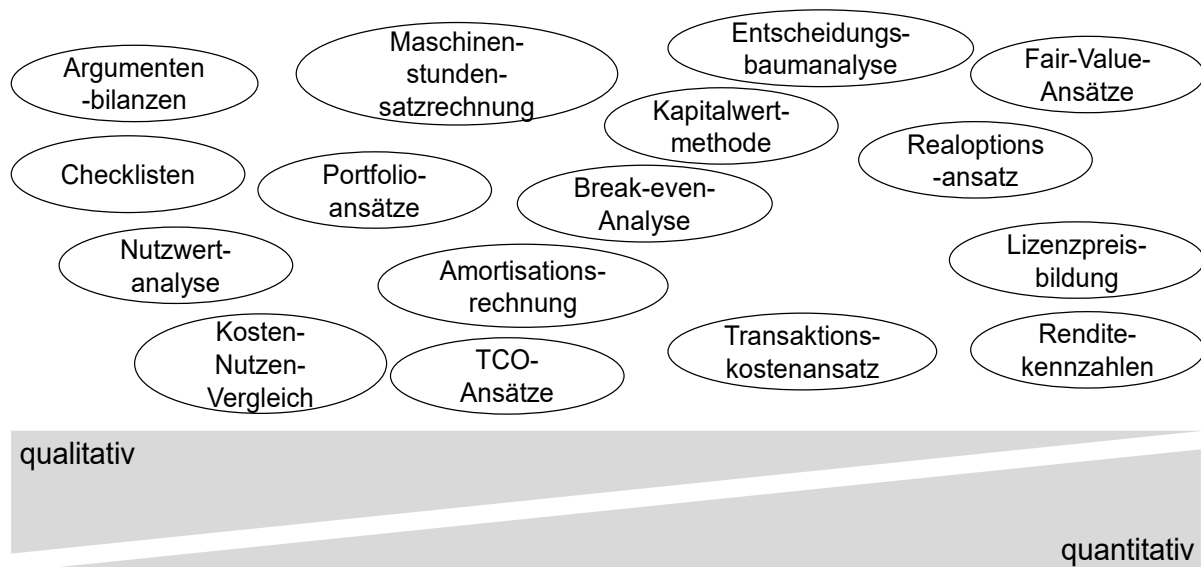 Argumenten
-bilanzen
Maschinen-
stunden-
satzrechnung
Entscheidungs-
baumanalyse
Fair-Value-
Ansätze
Kapitalwert-
methode
Checklisten
Portfolio-
ansätze
Break-even-
Analyse
Realoptions
-ansatz
Nutzwert-
analyse
Amortisations-
rechnung
Lizenzpreis-
bildung
Kosten-
Nutzen-
Vergleich
TCO-
Ansätze
Transaktions-
kostenansatz
Rendite-
kennzahlen
qualitativ
quantitativ